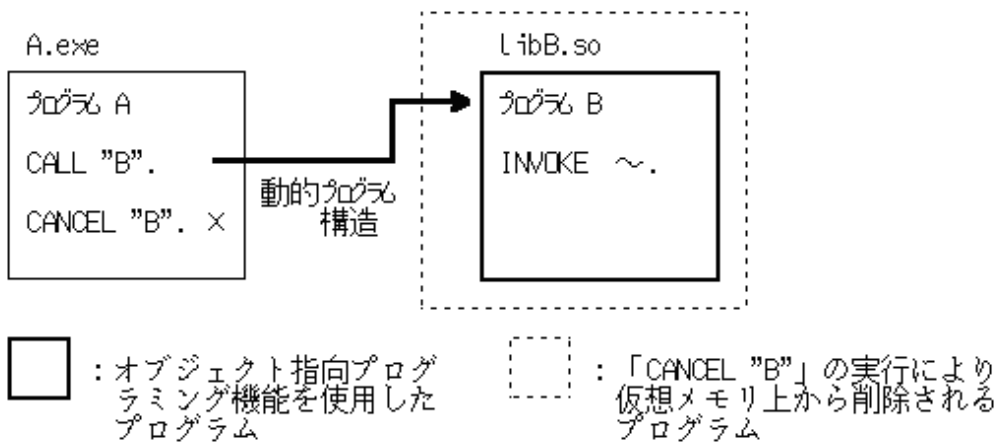 A.exe
libB.so
プログラム A
CALL "B".
CANCEL "B". ×
動的プログラム
構造
プログラム B
INVOKE ～.
：オブジェクト指向プログ
ラミング機能を使用した
プログラム
：「CANCEL "B"」の実行により
仮想メモリ上から削除される
プログラム